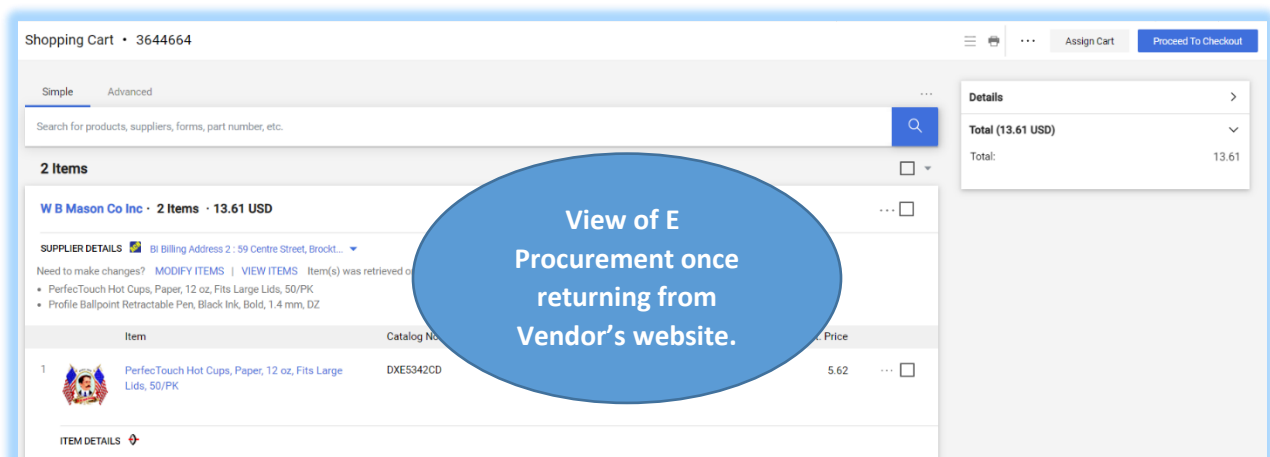 Shopping Cart • 3644664
... Assign Cart Proceed To Checkout
Simple Advanced ...
Search for products, suppliers, forms, part number, etc.
2 Items
W B Mason Co Inc · 2 Items · 13.61 USD ...
SUPPLIER DETAILS BI Billing Address 2 : 59 Centre Street, Brockt...
Need to make changes? MODIFY ITEMS | VIEW ITEMS Item(s) was retrieved
• PerfecTouch Hot Cups, Paper, 12 oz, Fits Large Lids, 50/PK
• Profile Ballpoint Retractable Pen, Black Ink, Bold, 1.4 mm, DZ
Item Catalog Price
1 PerfecTouch Hot Cups, Paper, 12 oz, Fits Large DXE5342CD 5.62 ...
Lids, 50/PK
ITEM DETAILS
View of E
Procurement once
returning from
Vendor’s website.
Details
Total (13.61 USD)
Total: 13.61